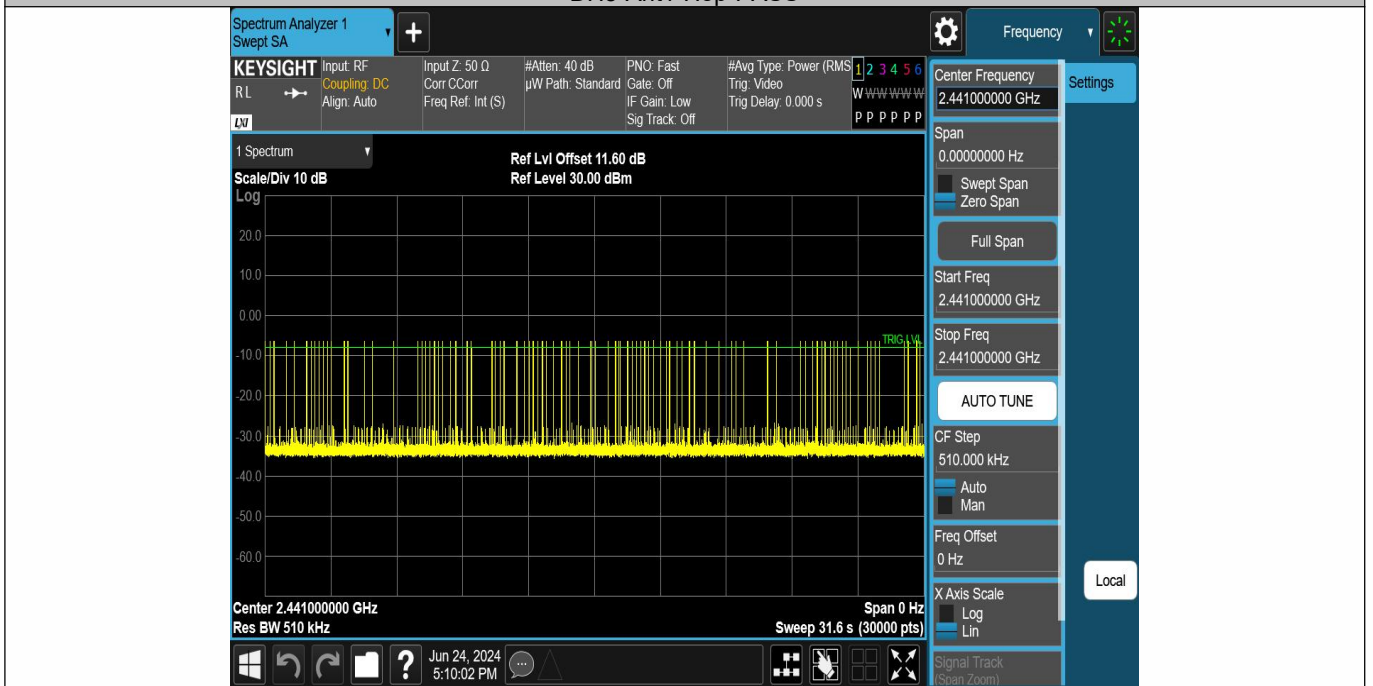 Spectrum Analyzer 1
Swept SA
+
Frequency
KEYSIGHT
RL
LXI
Input: RF
Coupling: DC
Align: Auto
Input Z: 50 Ω
Corr CCorr
Freq Ref: Int (S)
#Atten: 40 dB
µW Path: Standard
PNO: Fast
Gate: Off
IF Gain: Low
Sig Track: Off
#Avg Type: Power (RMS
Trig: Video
Trig Delay: 0.000 s
1 2 3 4 5 6
W W W W W W
P P P P P P
1 Spectrum
Scale/Div 10 dB
Ref Lvl Offset 11.60 dB
Ref Level 30.00 dBm
Log
20.0
10.0
0.00
-10.0
-20.0
-30.0
-40.0
-50.0
-60.0
TRIG LVL
Center 2.441000000 GHz
Res BW 510 kHz
Span 0 Hz
Sweep 31.6 s (30000 pts)
Center Frequency
2.441000000 GHz
Settings
Span
0.00000000 Hz
Swept Span
Zero Span
Full Span
Start Freq
2.441000000 GHz
Stop Freq
2.441000000 GHz
AUTO TUNE
CF Step
510.000 kHz
Auto
Man
Freq Offset
0 Hz
Local
X Axis Scale
Log
Lin
Signal Track
(Span Zoom)
?
Jun 24, 2024
5:10:02 PM